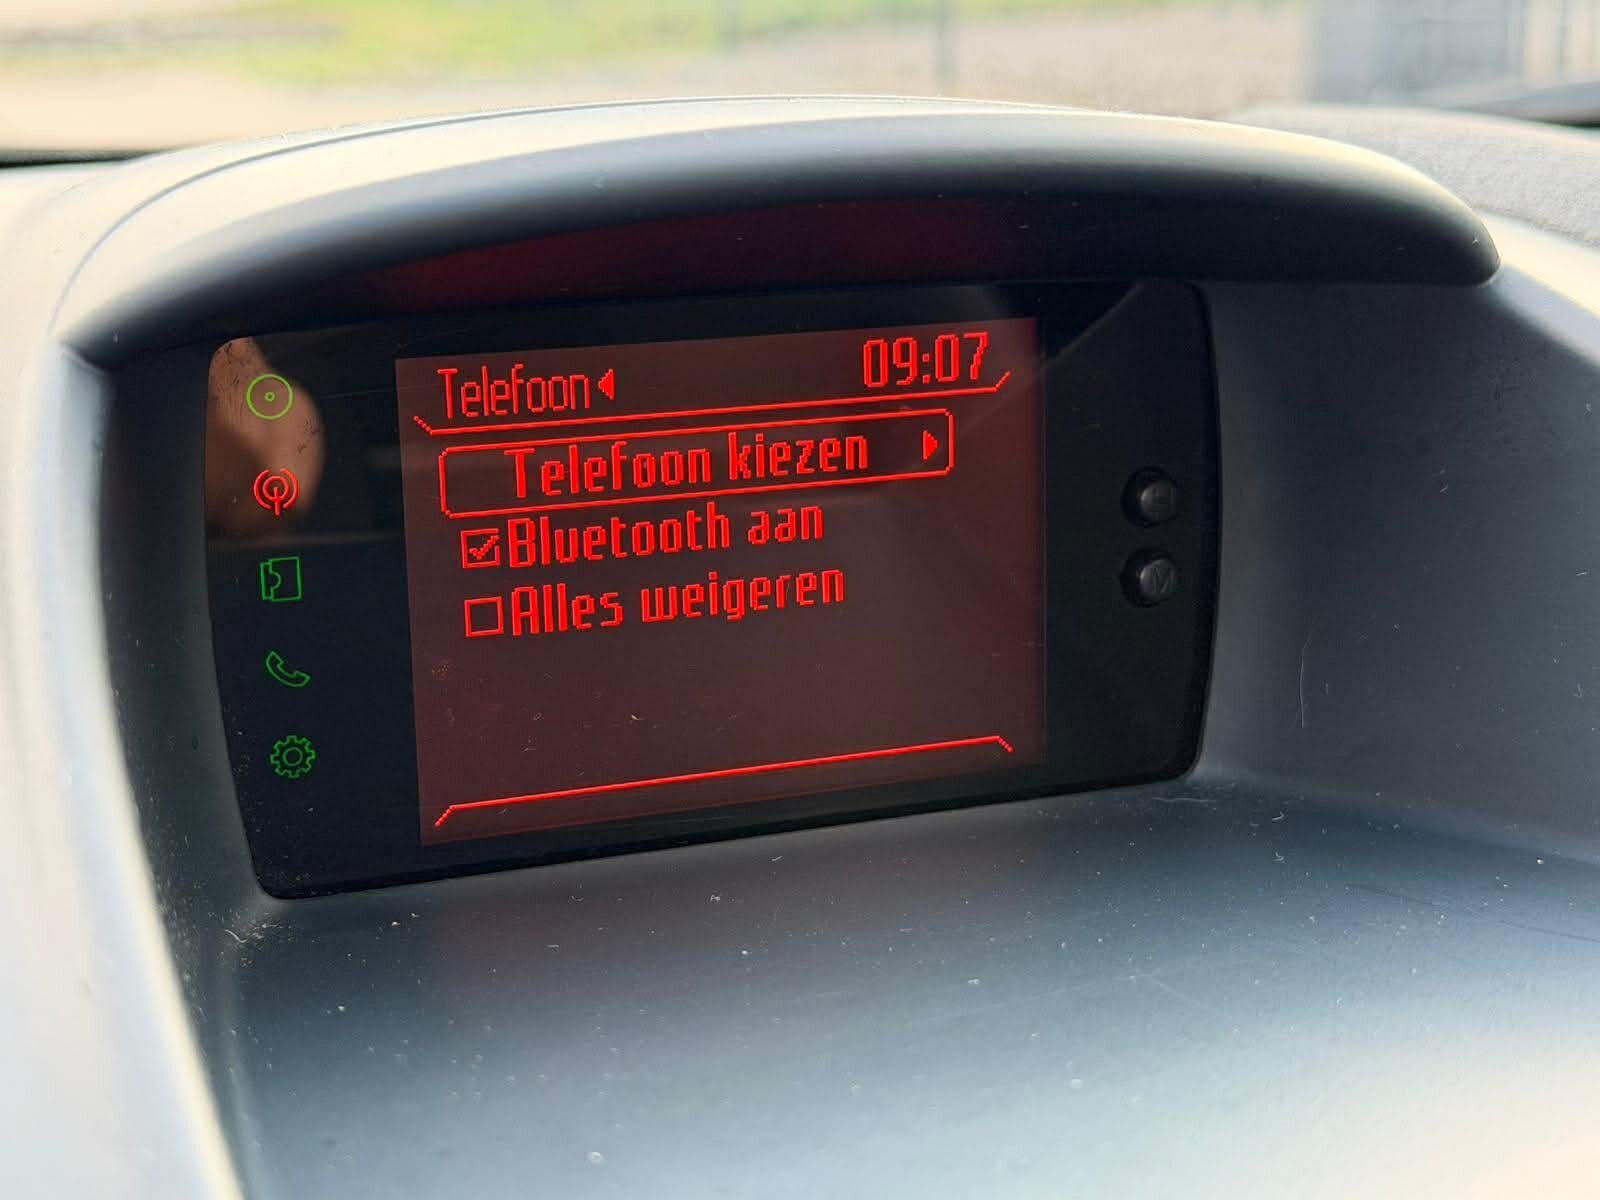 Telefoon
09:07
Telefoon kiezen
Bluetooth aan
Alles weigeren
H
M